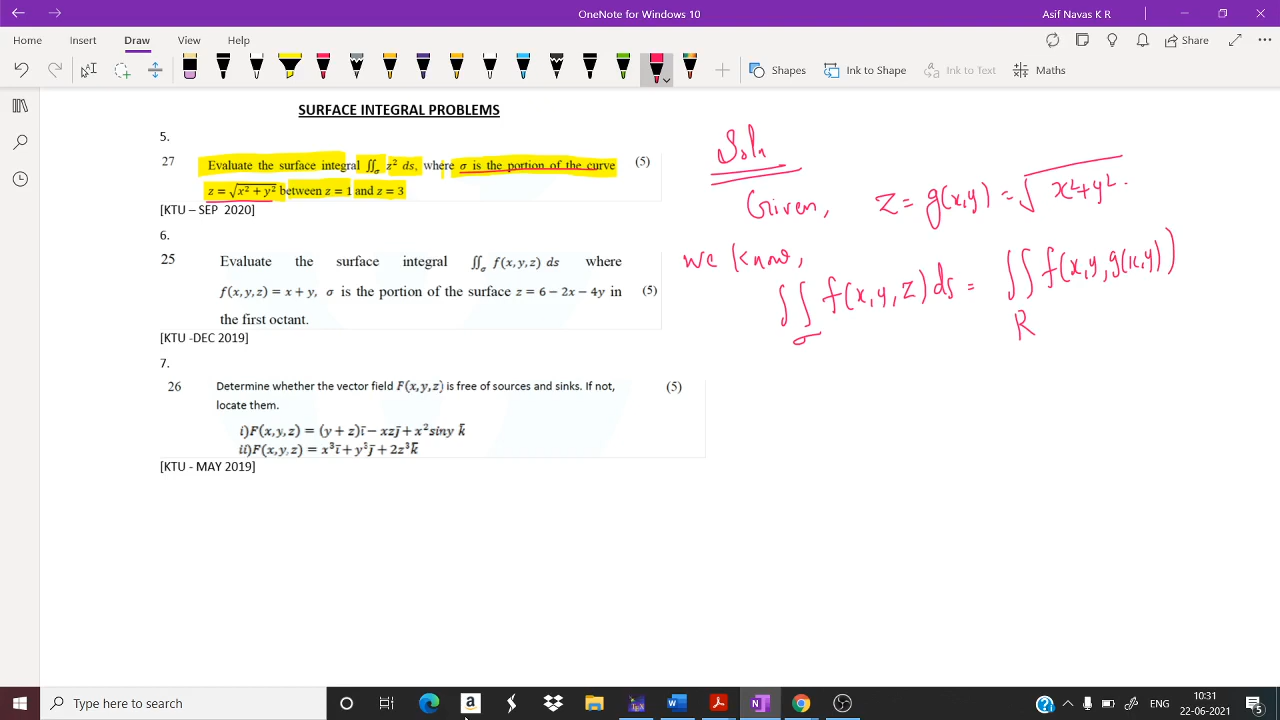 Asif Navas K R
Home Insert Draw View Share
Shapes Ink to Shape Ink to Text Maths
SURFACE INTEGRAL PROBLEMS
5.
27 Evaluate the surface integral ∬σ z² ds, where σ is the portion of the curve (5)
z = √x² + y² between z = 1 and z = 3
[KTU – SEP 2020]
6.
25 Evaluate the surface integral ∬σ f(x,y,z) ds where
f(x,y,z) = x + y, σ is the portion of the surface z = 6 − 2x − 4y in (5)
the first octant.
[KTU -DEC 2019]
7.
26 Determine whether the vector field F(x,y,z) is free of sources and sinks. If not, (5)
locate them.
i)F(x,y,z) = (y + z)ī − xzj̄ + x²siny k̄
ii)F(x,y,z) = x³ī + y³j̄ + 2z³k̄
[KTU - MAY 2019]
Soln
Given, z = g(x,y) = √x²+y².
we know,
∬σ f(x,y,z)ds = ∬R f(x,y,g(x,y))
Type here to search
a
W
N
ENG
10:31
22-06-2021
5